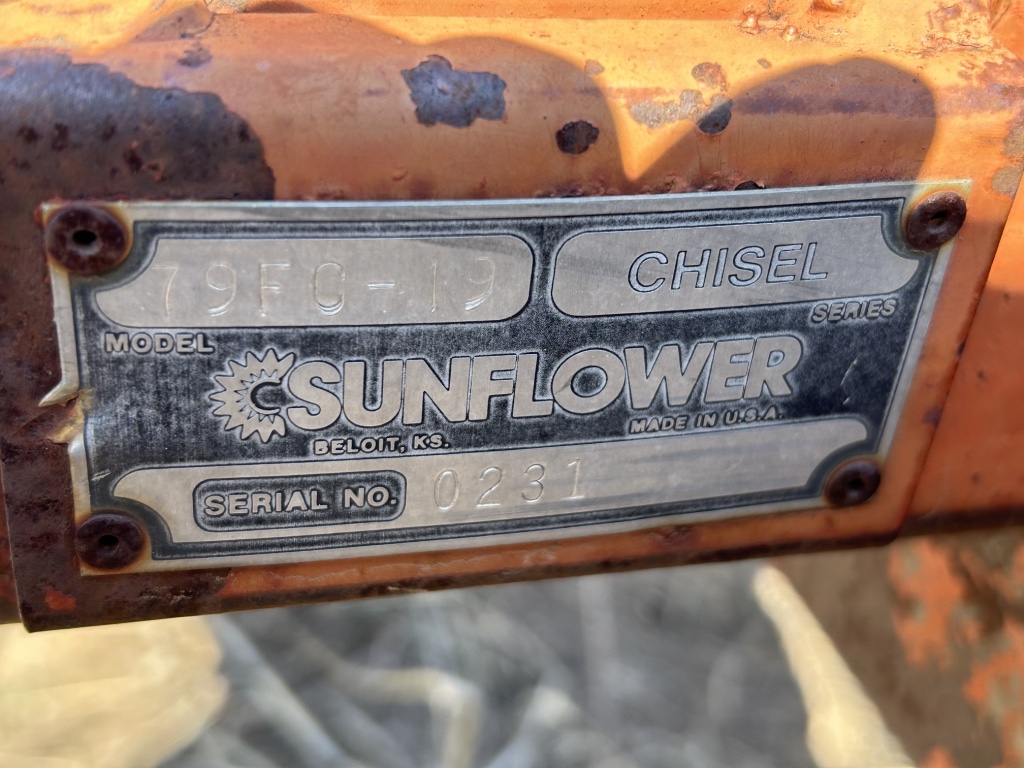 79FC-19 CHISEL
MODEL SERIES
SUNFLOWER
BELOIT, KS. MADE IN U.S.A.
SERIAL NO. 0231